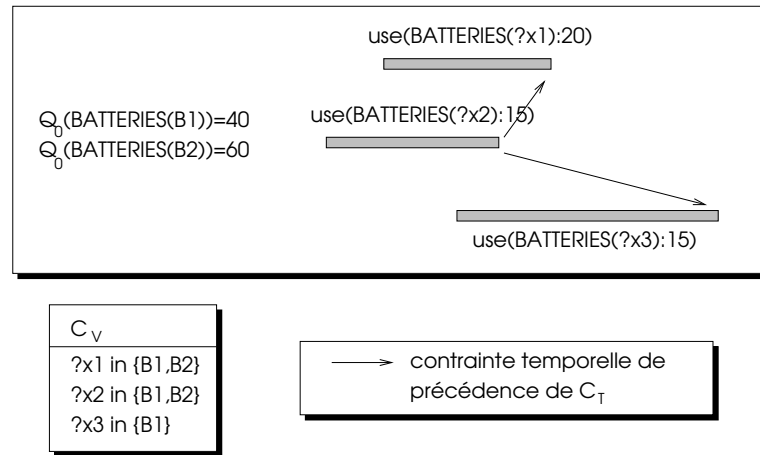 use(BATTERIES(?x1):20)
Q0(BATTERIES(B1))=40
use(BATTERIES(?x2):15)
Q0(BATTERIES(B2))=60
use(BATTERIES(?x3):15)
CV
?x1 in {B1,B2}
?x2 in {B1,B2}
?x3 in {B1}
contrainte temporelle de
précédence de CT